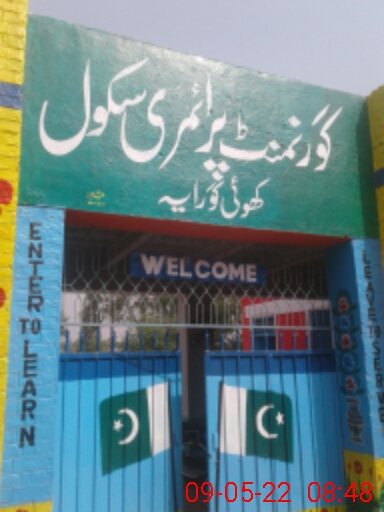 گورنمنٹ پرائمری سکول
کھوئی گورایہ
WELCOME
ENTER TO LEARN
LEAVE TO SERVE
09-05-22 08:48